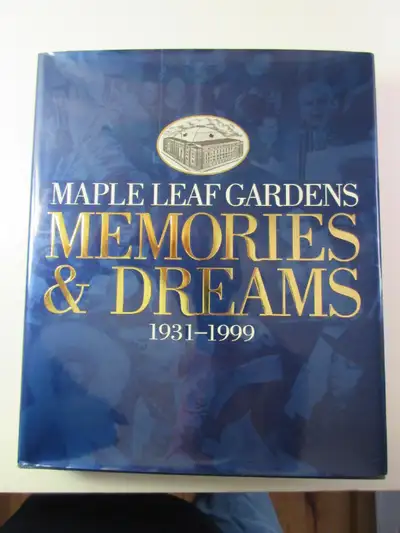 MAPLE LEAF GARDENS
MEMORIES
& DREAMS
1931–1999